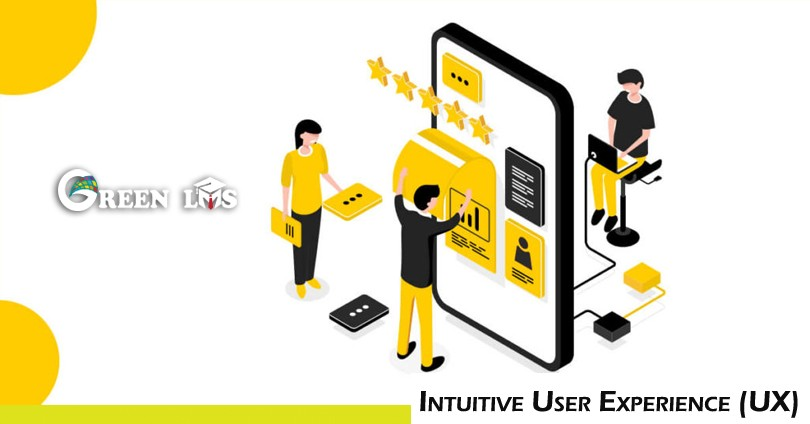 GREEN LMS
INTUITIVE USER EXPERIENCE (UX)